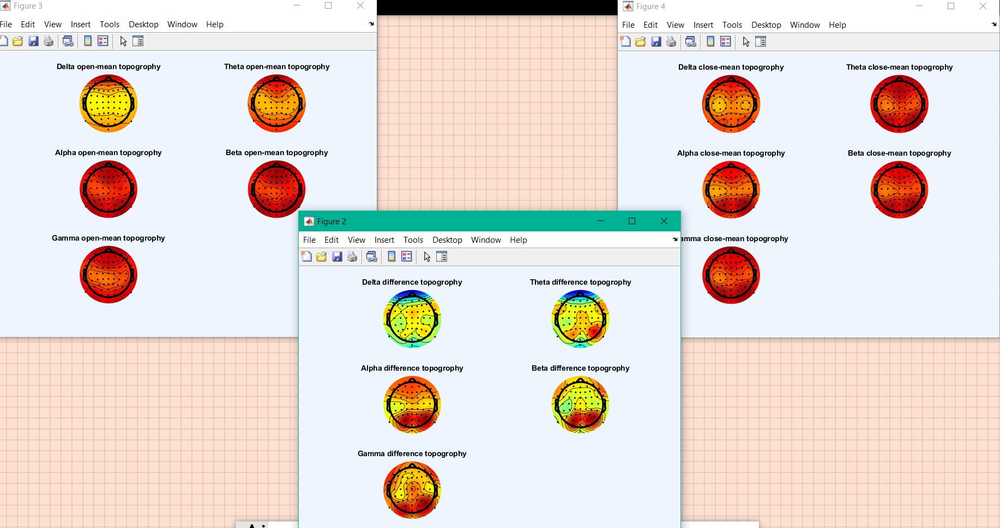 Figure 3
File Edit View Insert Tools Desktop Window Help
Delta open-mean topography
Theta open-mean topography
Alpha open-mean topography
Beta open-mean topography
Gamma open-mean topography
Figure 4
File Edit View Insert Tools Desktop Window Help
Delta close-mean topography
Theta close-mean topography
Alpha close-mean topography
Beta close-mean topography
amma close-mean topography
Figure 2
File Edit View Insert Tools Desktop Window Help
Delta difference topography
Theta difference topography
Alpha difference topography
Beta difference topography
Gamma difference topography